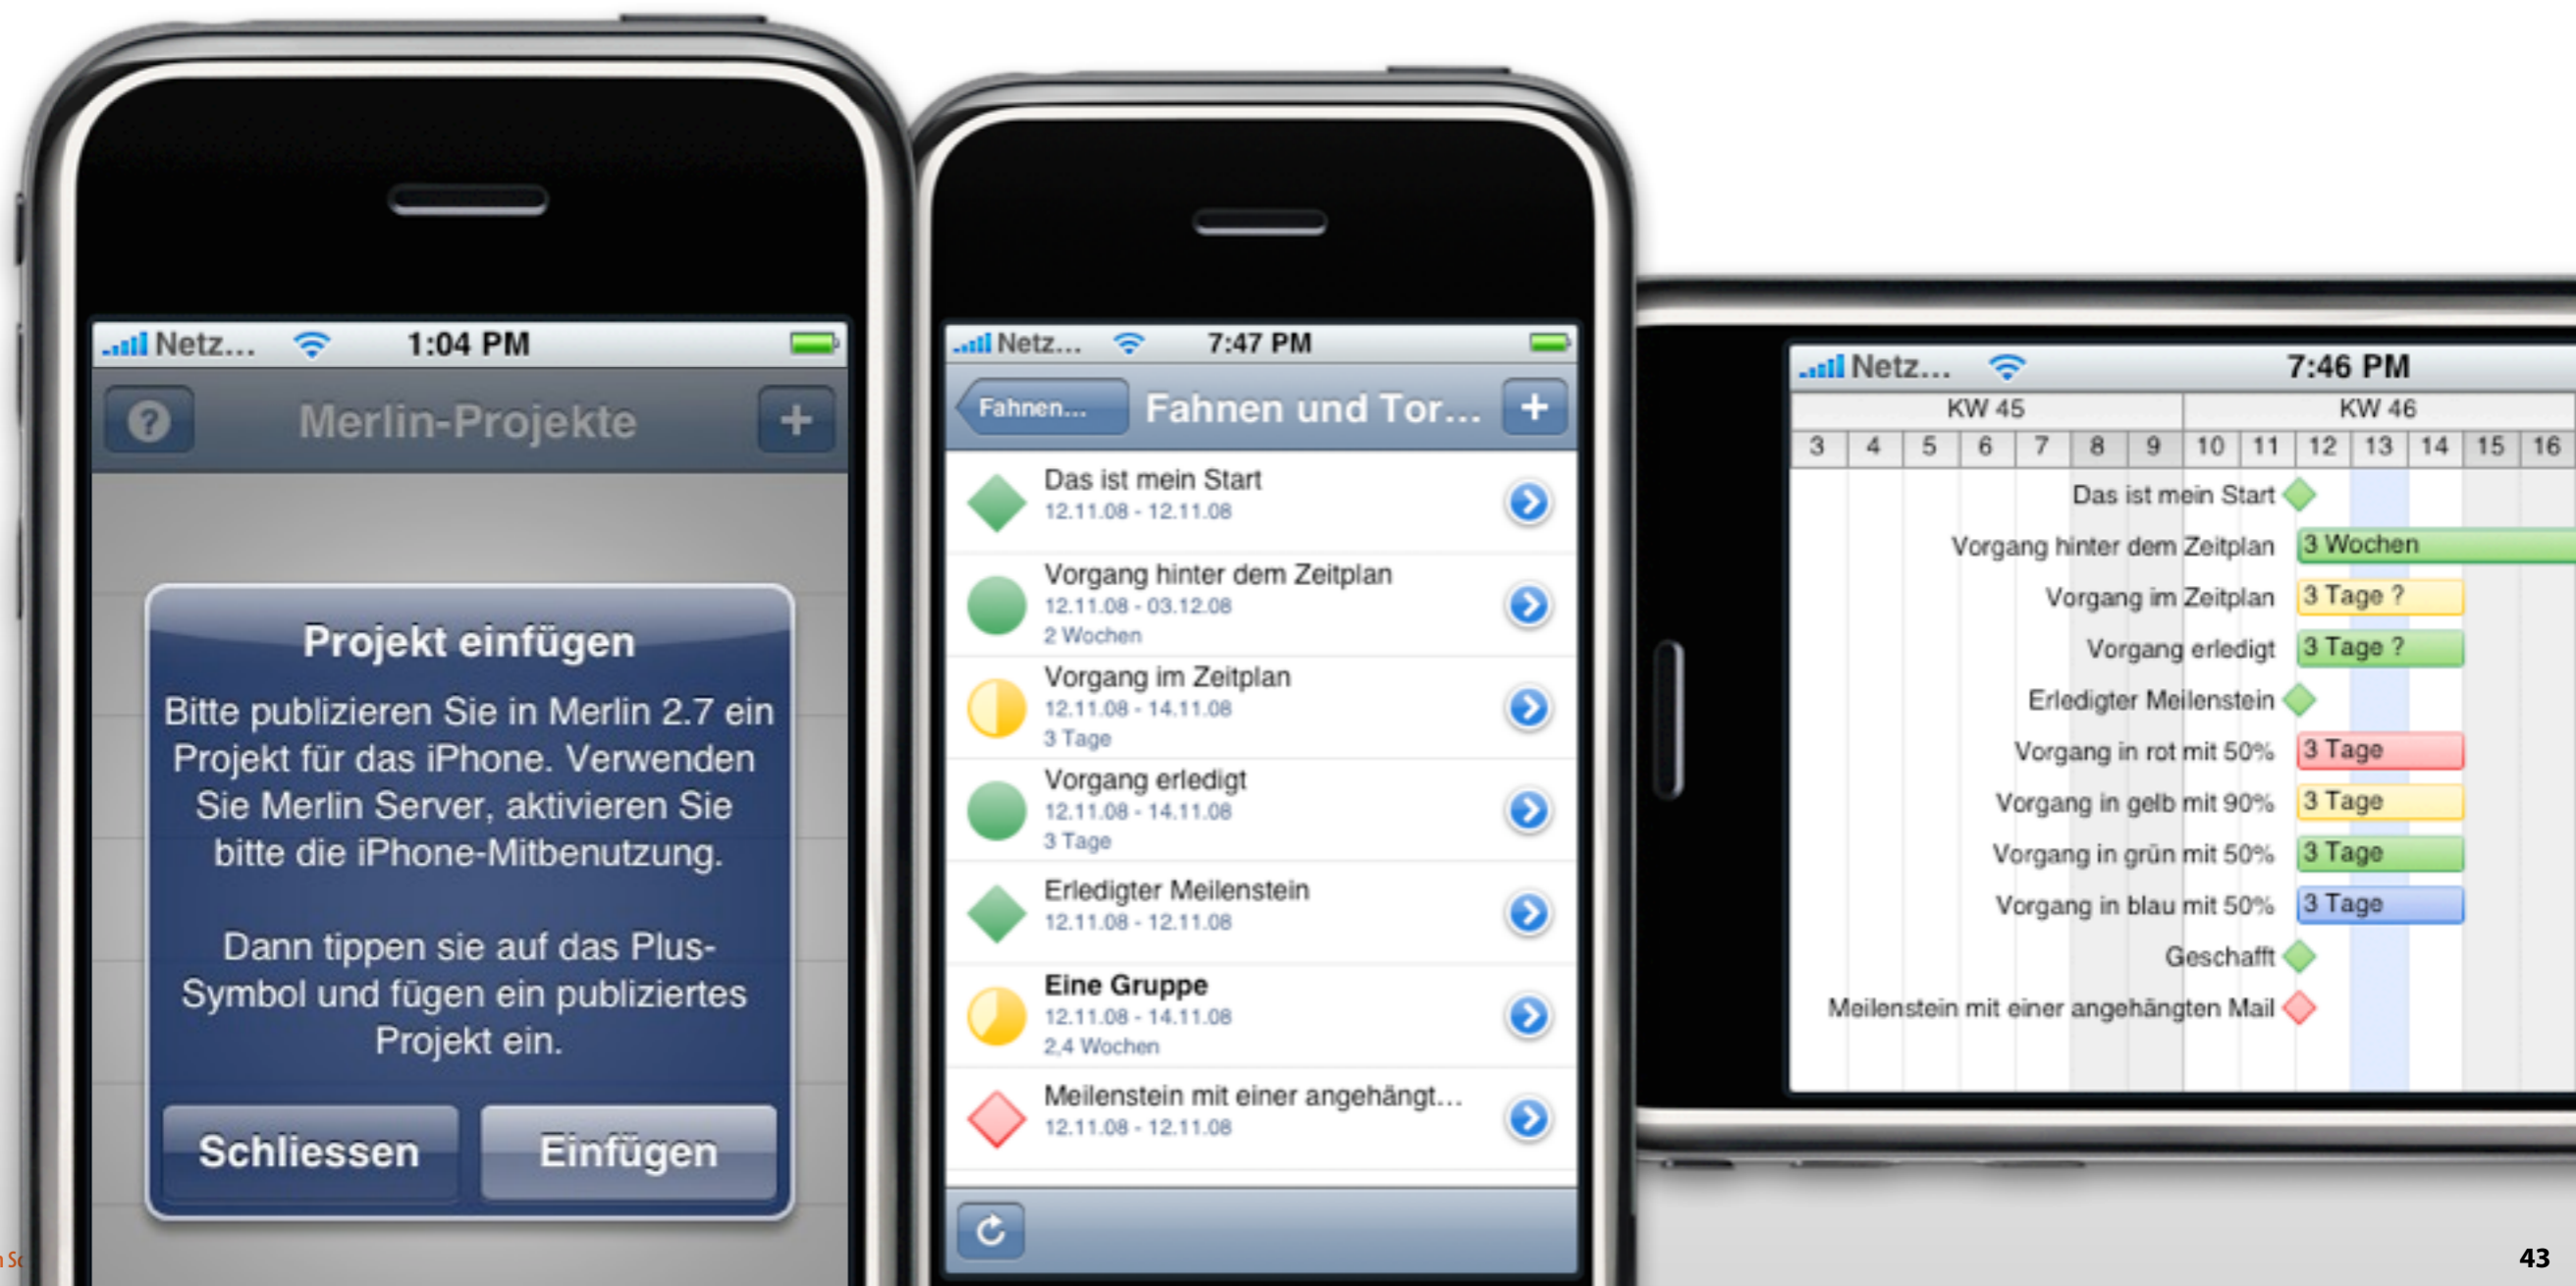 Netz... 1:04 PM
Merlin-Projekte
Projekt einfügen
Bitte publizieren Sie in Merlin 2.7 ein
Projekt für das iPhone. Verwenden
Sie Merlin Server, aktivieren Sie
bitte die iPhone-Mitbenutzung.
Dann tippen sie auf das Plus-
Symbol und fügen ein publiziertes
Projekt ein.
Schliessen Einfügen
Netz... 7:47 PM
Fahnen... Fahnen und Tor...
Das ist mein Start
12.11.08 - 12.11.08
Vorgang hinter dem Zeitplan
12.11.08 - 03.12.08
2 Wochen
Vorgang im Zeitplan
12.11.08 - 14.11.08
3 Tage
Vorgang erledigt
12.11.08 - 14.11.08
3 Tage
Erledigter Meilenstein
12.11.08 - 12.11.08
Eine Gruppe
12.11.08 - 14.11.08
2,4 Wochen
Meilenstein mit einer angehängt...
12.11.08 - 12.11.08
Netz... 7:46 PM
KW 45 KW 46
3 4 5 6 7 8 9 10 11 12 13 14 15 16
Das ist mein Start
Vorgang hinter dem Zeitplan 3 Wochen
Vorgang im Zeitplan 3 Tage ?
Vorgang erledigt 3 Tage ?
Erledigter Meilenstein
Vorgang in rot mit 50% 3 Tage
Vorgang in gelb mit 90% 3 Tage
Vorgang in grün mit 50% 3 Tage
Vorgang in blau mit 50% 3 Tage
Geschafft
Meilenstein mit einer angehängten Mail
43